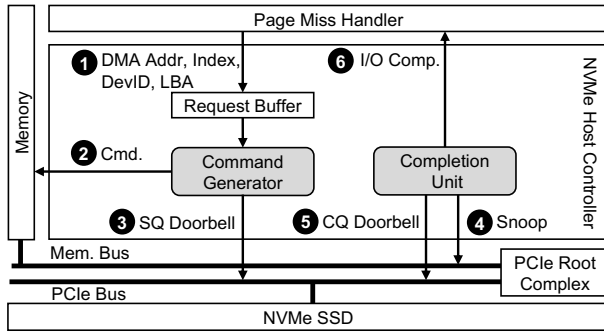 Page Miss Handler
1 DMA Addr, Index,
DevID, LBA
6 I/O Comp.
Request Buffer
Memory
NVMe Host Controller
2 Cmd.
Command
Generator
Completion
Unit
3 SQ Doorbell
5 CQ Doorbell
4 Snoop
Mem. Bus
PCIe Root
Complex
PCIe Bus
NVMe SSD